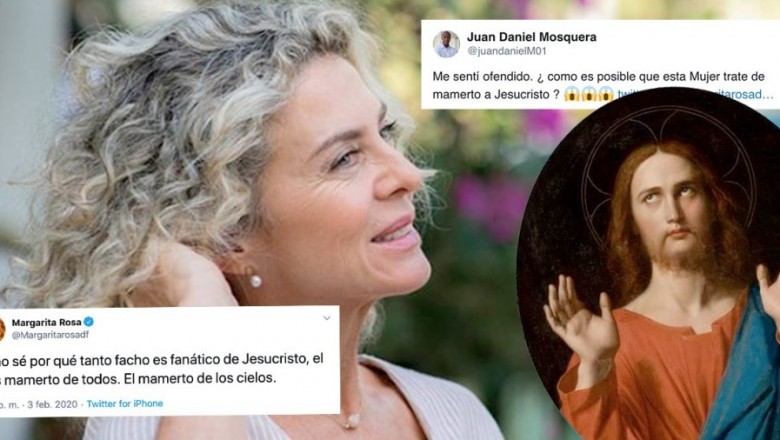 Juan Daniel Mosquera
@juandanielM01
Me sentí ofendido. ¿ como es posible que esta Mujer trate de
mamerto a Jesucristo ? 😱😱😱
Margarita Rosa
@Margaritarosadf
no sé por qué tanto facho es fanático de Jesucristo, el
mamerto de todos. El mamerto de los cielos.
m. - 3 feb. 2020 - Twitter for iPhone